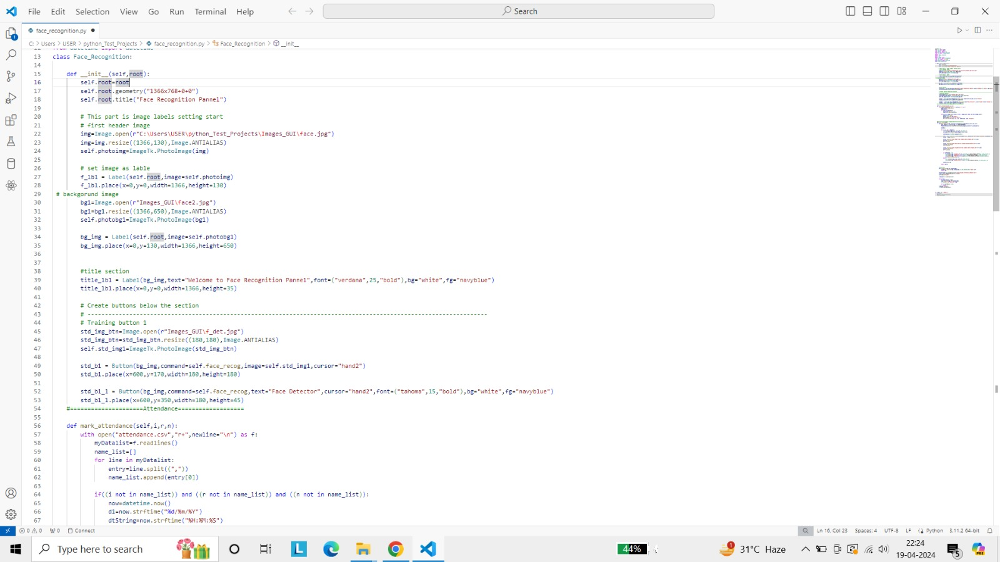 File Edit Selection View Go Run Terminal Help
Search
face_recognition.py
C: > Users > USER > python_Test_Projects > face_recognition.py > Face_Recognition > __init__
12 from datetime import datetime
13 class Face_Recognition:
14
15 def __init__(self,root):
16 self.root=root
17 self.root.geometry("1366x768+0+0")
18 self.root.title("Face Recognition Pannel")
19
20 # This part is image labels setting start
21 # first header image
22 img=Image.open(r"C:\Users\USER\python_Test_Projects\Images_GUI\face.jpg")
23 img=img.resize((1366,130),Image.ANTIALIAS)
24 self.photoimg=ImageTk.PhotoImage(img)
25
26 # set image as lable
27 f_lb1 = Label(self.root,image=self.photoimg)
28 f_lb1.place(x=0,y=0,width=1366,height=130)
29 # backgorund image
30 bg1=Image.open(r"Images_GUI\face2.jpg")
31 bg1=bg1.resize((1366,650),Image.ANTIALIAS)
32 self.photobg1=ImageTk.PhotoImage(bg1)
33
34 bg_img = Label(self.root,image=self.photobg1)
35 bg_img.place(x=0,y=130,width=1366,height=650)
36
37
38 #title section
39 title_lb1 = Label(bg_img,text="Welcome to Face Recognition Pannel",font=("verdana",25,"bold"),bg="white",fg="navyblue")
40 title_lb1.place(x=0,y=0,width=1366,height=35)
41
42 # Create buttons below the section
43 # -------------------------------------------------------------------------------------------------------------------
44 # Training button 1
45 std_img_btn=Image.open(r"Images_GUI\f_det.jpg")
46 std_img_btn=std_img_btn.resize((180,180),Image.ANTIALIAS)
47 self.std_img1=ImageTk.PhotoImage(std_img_btn)
48
49 std_b1 = Button(bg_img,command=self.face_recog,image=self.std_img1,cursor="hand2")
50 std_b1.place(x=600,y=170,width=180,height=180)
51
52 std_b1_1 = Button(bg_img,command=self.face_recog,text="Face Detector",cursor="hand2",font=("tahoma",15,"bold"),bg="white",fg="navyblue")
53 std_b1_1.place(x=600,y=350,width=180,height=45)
54 #=====================Attendance===================
55
56 def mark_attendance(self,i,r,n):
57 with open("attendance.csv","r+",newline="\n") as f:
58 myDatalist=f.readlines()
59 name_list=[]
60 for line in myDatalist:
61 entry=line.split((","))
62 name_list.append(entry[0])
63
64 if((i not in name_list)) and ((r not in name_list)) and ((n not in name_list)):
65 now=datetime.now()
66 d1=now.strftime("%d/%m/%Y")
67 dtString=now.strftime("%H:%M:%S")
0 0 0 Connect Ln 16, Col 23 Spaces: 4 UTF-8 LF Python 3.11.2 64-bit
Type here to search 44% 1 31°C Haze 22:24
19-04-2024 5